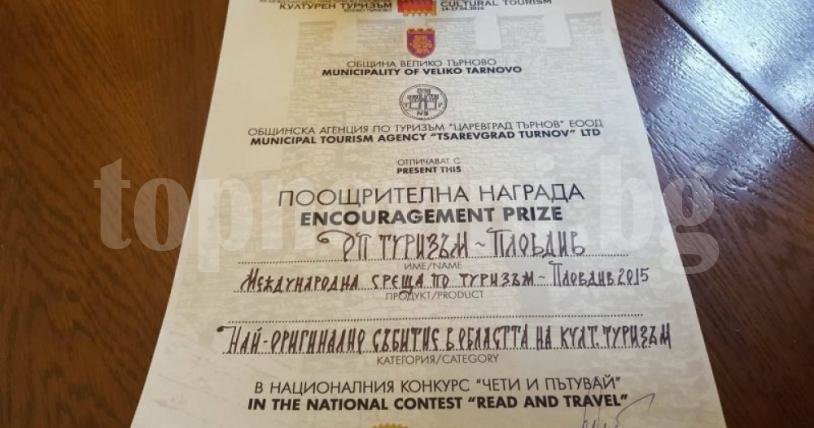 КУЛТУРЕН ТУРИЗЪМ
CULTURAL TOURISM
ОБЩИНА ВЕЛИКО ТЪРНОВО
MUNICIPALITY OF VELIKO TARNOVO
ОБЩИНСКА АГЕНЦИЯ ПО ТУРИЗЪМ "ЦАРЕВГРАД ТЪРНОВ" ЕООД
MUNICIPAL TOURISM AGENCY "TSAREVGRAD TURNOV" LTD
ОТЛИЧАВАТ С
PRESENT THIS
ПООЩРИТЕЛНА НАГРАДА
ENCOURAGEMENT PRIZE
ОП ТУРИЗЪМ - ПЛОВДИВ
ИМЕ/NAME
МЕЖДУНАРОДНА СРЕЩА ПО ТУРИЗЪМ - ПЛОВДИВ 2015
ПРОДУКТ/PRODUCT
НАЙ-ОРИГИНАЛНО СЪБИТИЕ В ОБЛАСТТА НА КУЛТ. ТУРИЗЪМ
КАТЕГОРИЯ/CATEGORY
В НАЦИОНАЛНИЯ КОНКУРС "ЧЕТИ И ПЪТУВАЙ"
IN THE NATIONAL CONTEST "READ AND TRAVEL"